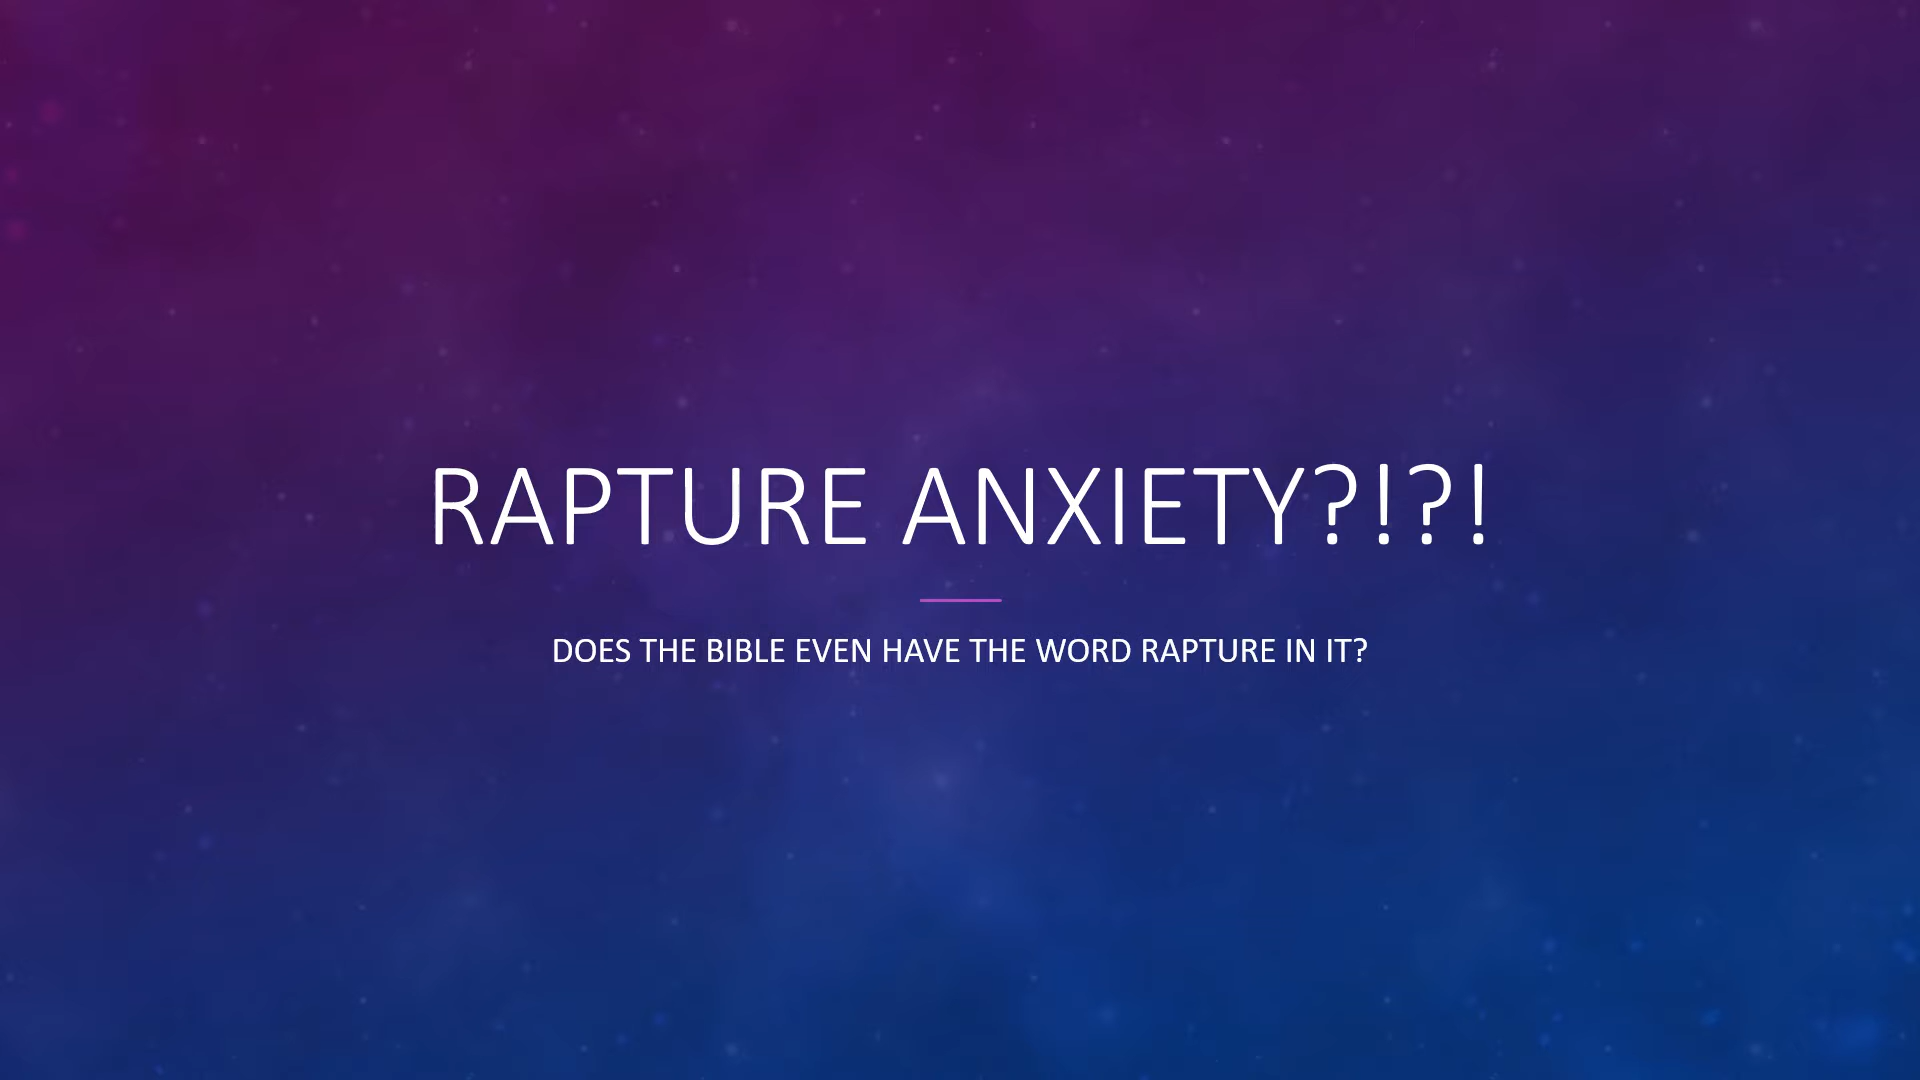 RAPTURE ANXIETY?!?!
DOES THE BIBLE EVEN HAVE THE WORD RAPTURE IN IT?